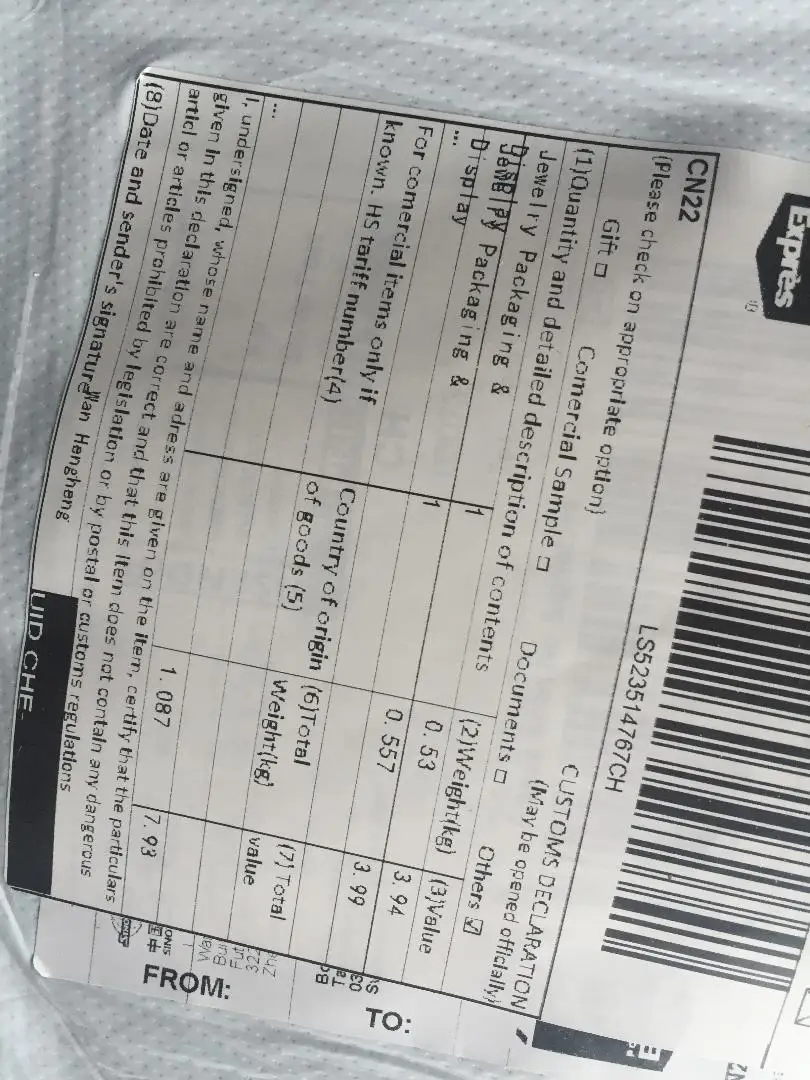 Exprès
LS523514767CH
CN22
CUSTOMS DECLARATION
(Please check on appropriate option)
(May be opened officially)
Gift □ Comercial Sample □ Documents □ Others ☑
(1)Quantity and detailed description of contents (2)Weight(kg) (3)Value
Jewelry Packaging & Display 1 0.53 3.94
Jewelry Packaging & Display 1 0.557 3.99
...
For comercial items only if known. HS tariff number(4)
Country of origin of goods (5)
(6)Total Weight(kg)
(7)Total value
...
1.087 7.93
I, undersigned, whose name and adress are given on the item, certify that the particulars
given in this declaration are correct and that this item does not contain any dangerous
articl or articles prohibited by legislation or by postal or customs regulations
(8)Date and sender's signature Wan Hengheng
FROM:
TO: